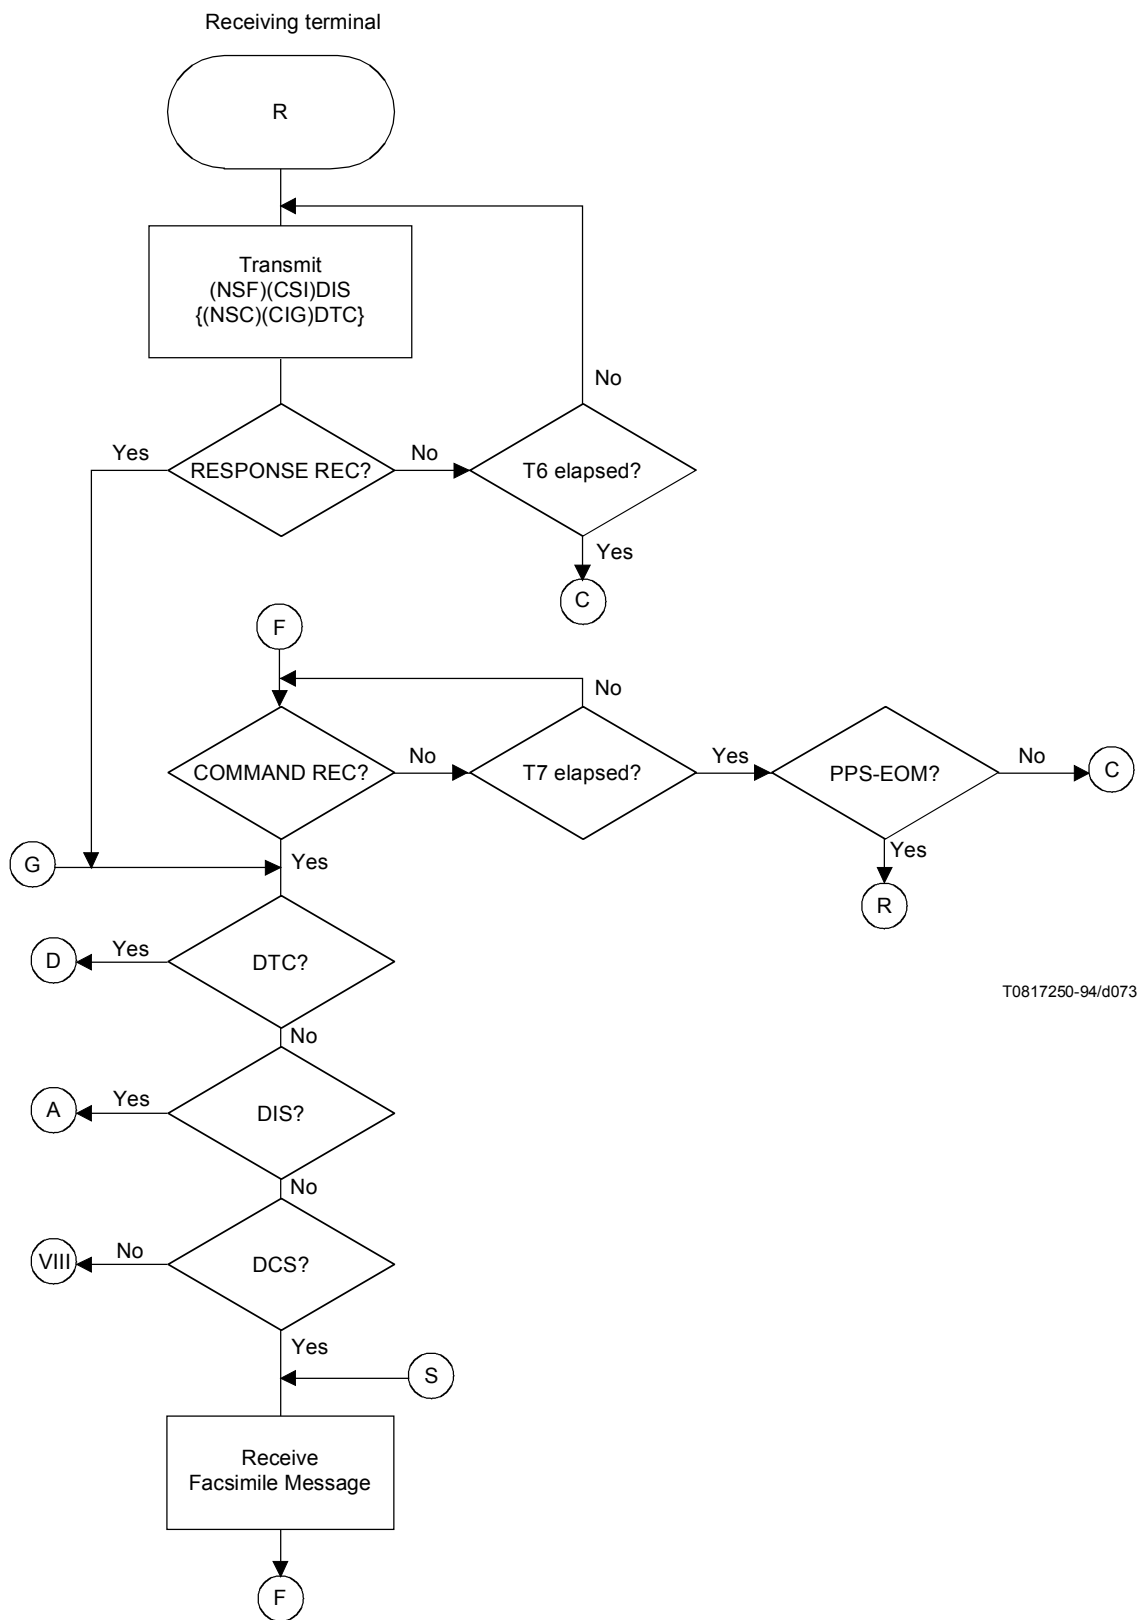 Receiving terminal
R
Transmit
(NSF)(CSI)DIS
{(NSC)(CIG)DTC}
No
Yes
RESPONSE REC?
No
T6 elapsed?
Yes
C
F
No
COMMAND REC?
No
T7 elapsed?
Yes
PPS-EOM?
No
C
G
Yes
Yes
R
D
Yes
DTC?
T0817250-94/d073
No
A
Yes
DIS?
No
VIII
No
DCS?
Yes
S
Receive
Facsimile Message
F